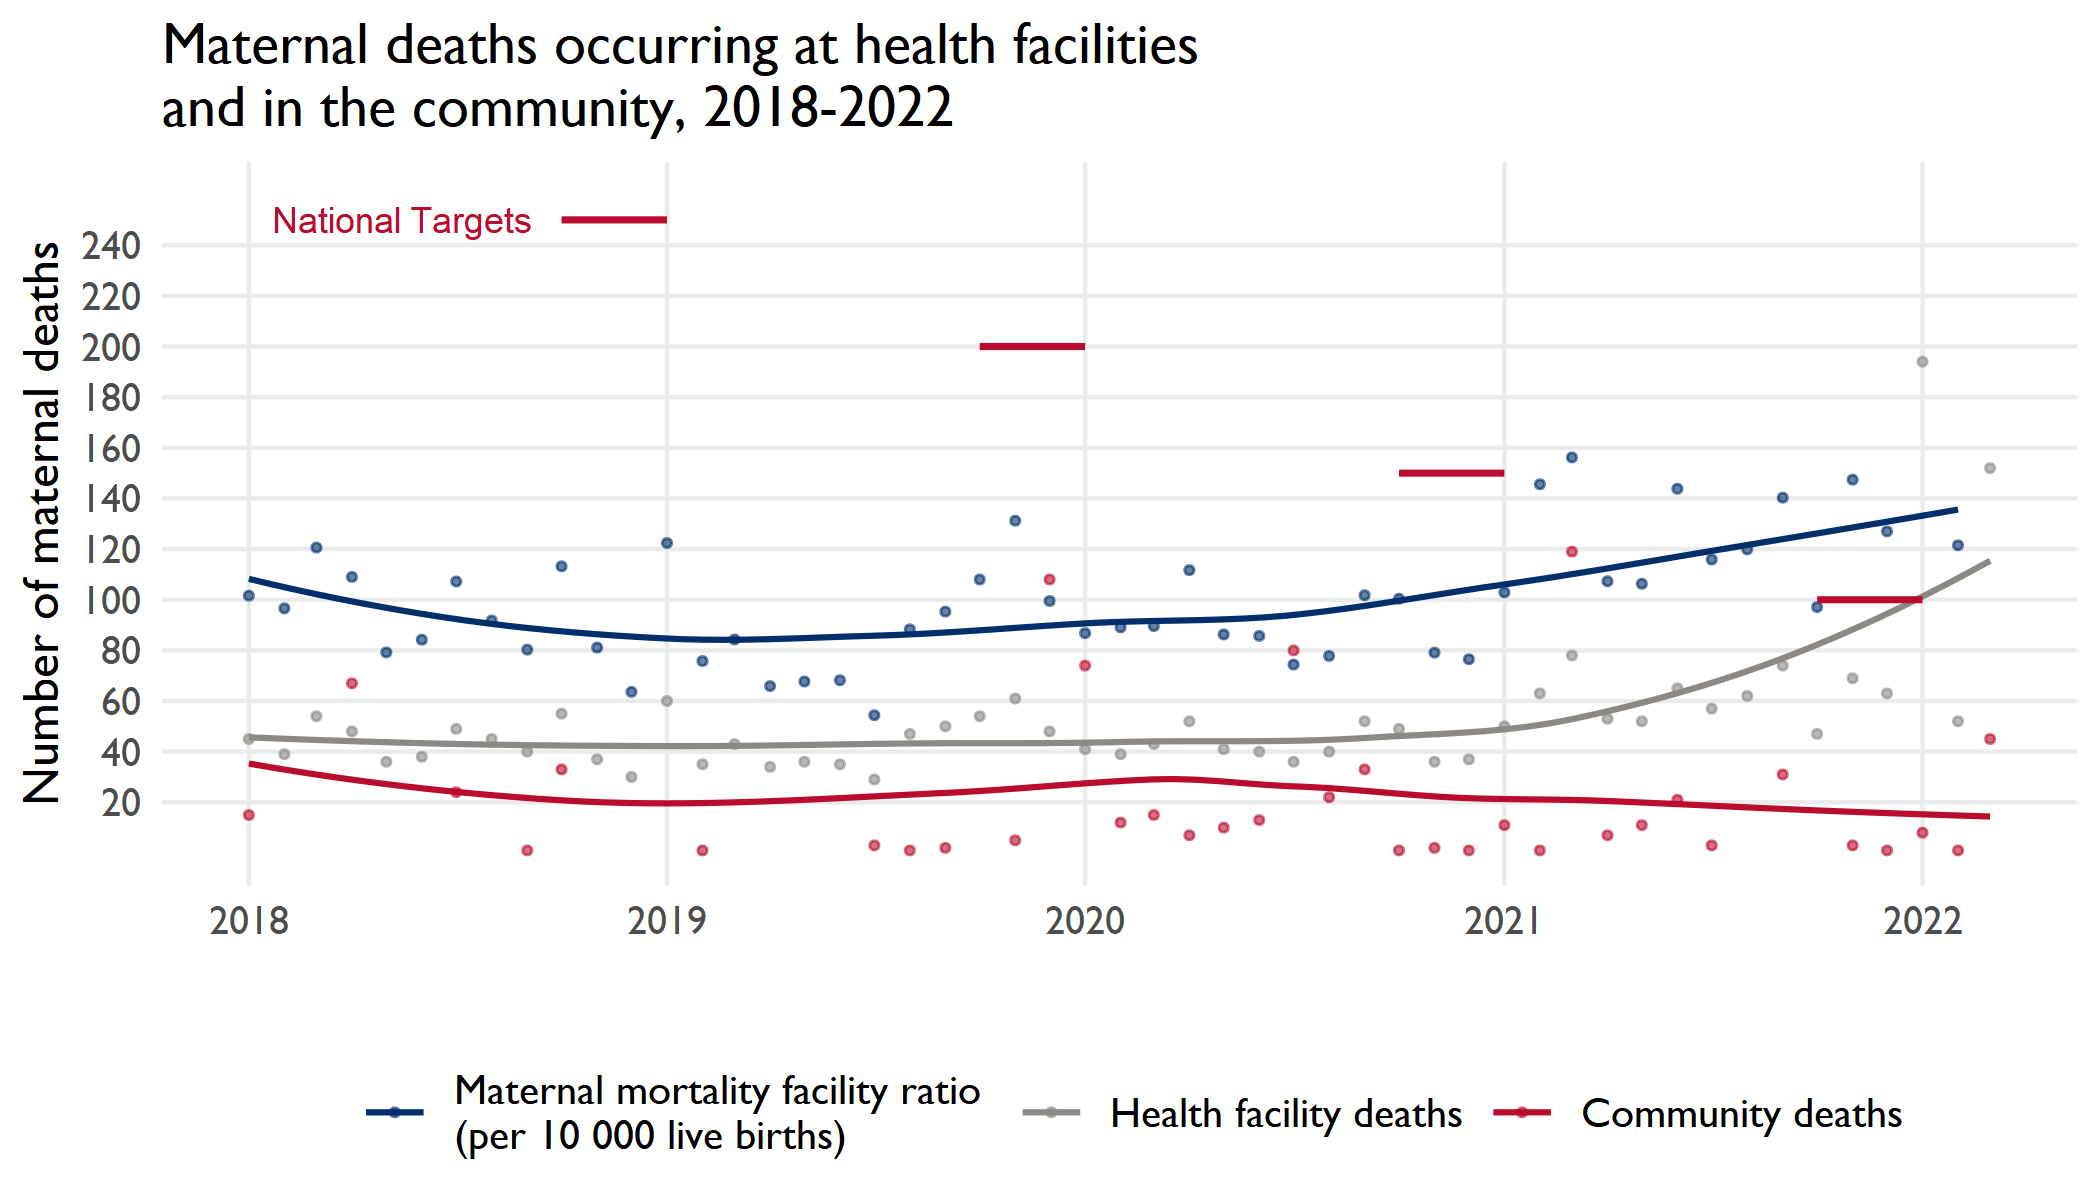 Maternal deaths occurring at health facilities
and in the community, 2018-2022
National Targets
Number of maternal deaths
240
220
200
180
160
140
120
100
80
60
40
20
2018
2019
2020
2021
2022
Maternal mortality facility ratio
(per 10 000 live births)
Health facility deaths
Community deaths